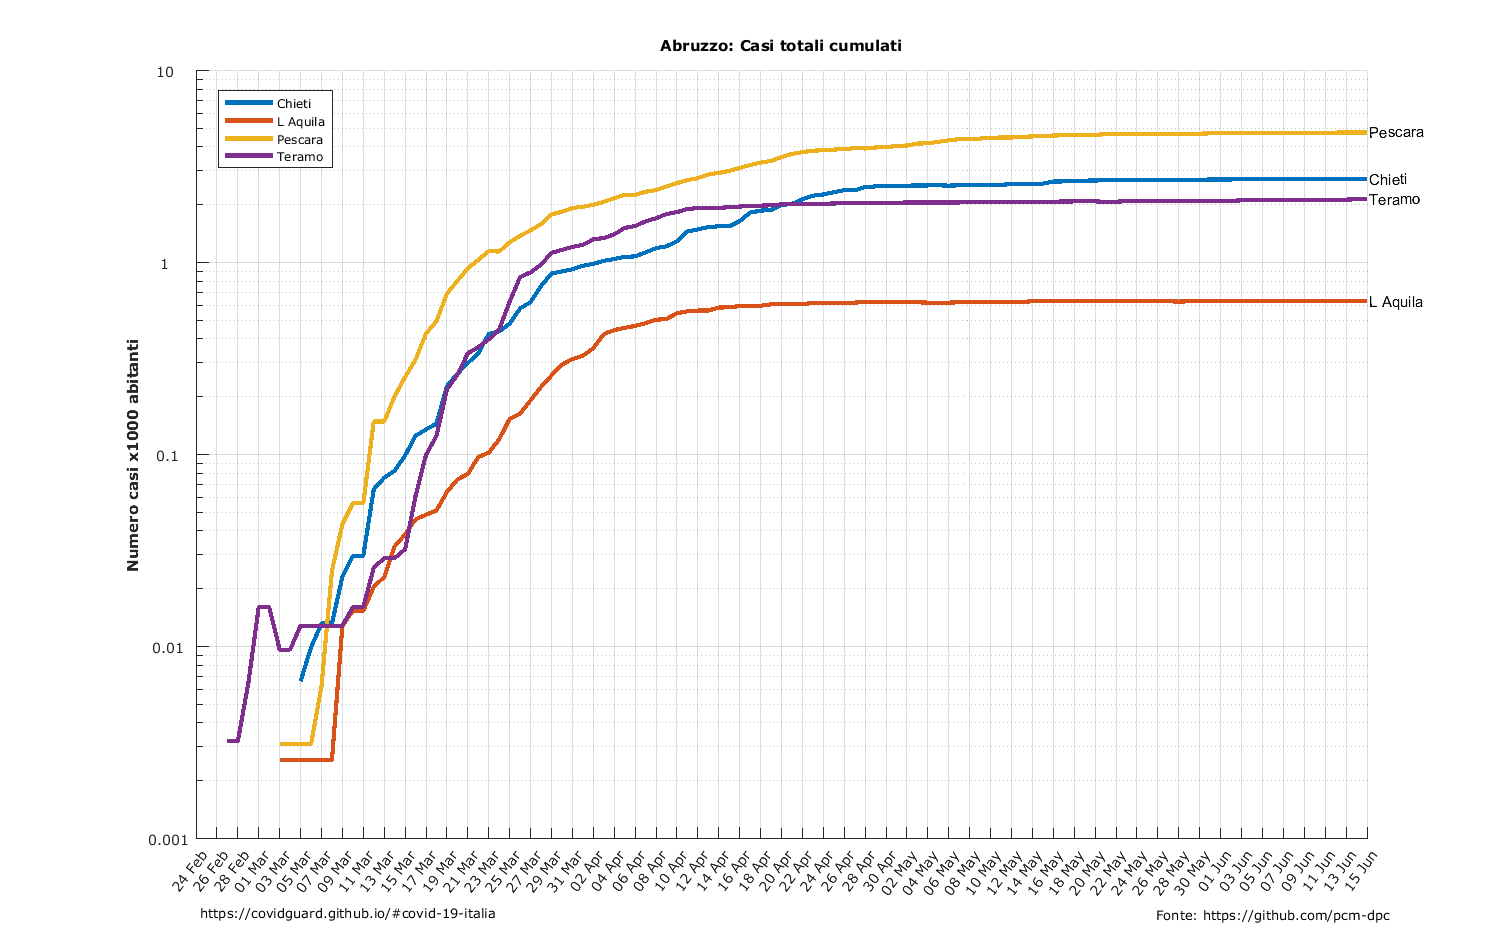 Abruzzo: Casi totali cumulati
10
1
0.1
0.01
0.001
Numero casi x1000 abitanti
Chieti
L Aquila
Pescara
Teramo
Pescara
Chieti
Teramo
L Aquila
24 Feb
26 Feb
28 Feb
01 Mar
03 Mar
05 Mar
07 Mar
09 Mar
11 Mar
13 Mar
15 Mar
17 Mar
19 Mar
21 Mar
23 Mar
25 Mar
27 Mar
29 Mar
31 Mar
02 Apr
04 Apr
06 Apr
08 Apr
10 Apr
12 Apr
14 Apr
16 Apr
18 Apr
20 Apr
22 Apr
24 Apr
26 Apr
28 Apr
30 Apr
02 May
04 May
06 May
08 May
10 May
12 May
14 May
16 May
18 May
20 May
22 May
24 May
26 May
28 May
30 May
01 Jun
03 Jun
05 Jun
07 Jun
09 Jun
11 Jun
13 Jun
15 Jun
https://covidguard.github.io/#covid-19-italia
Fonte: https://github.com/pcm-dpc